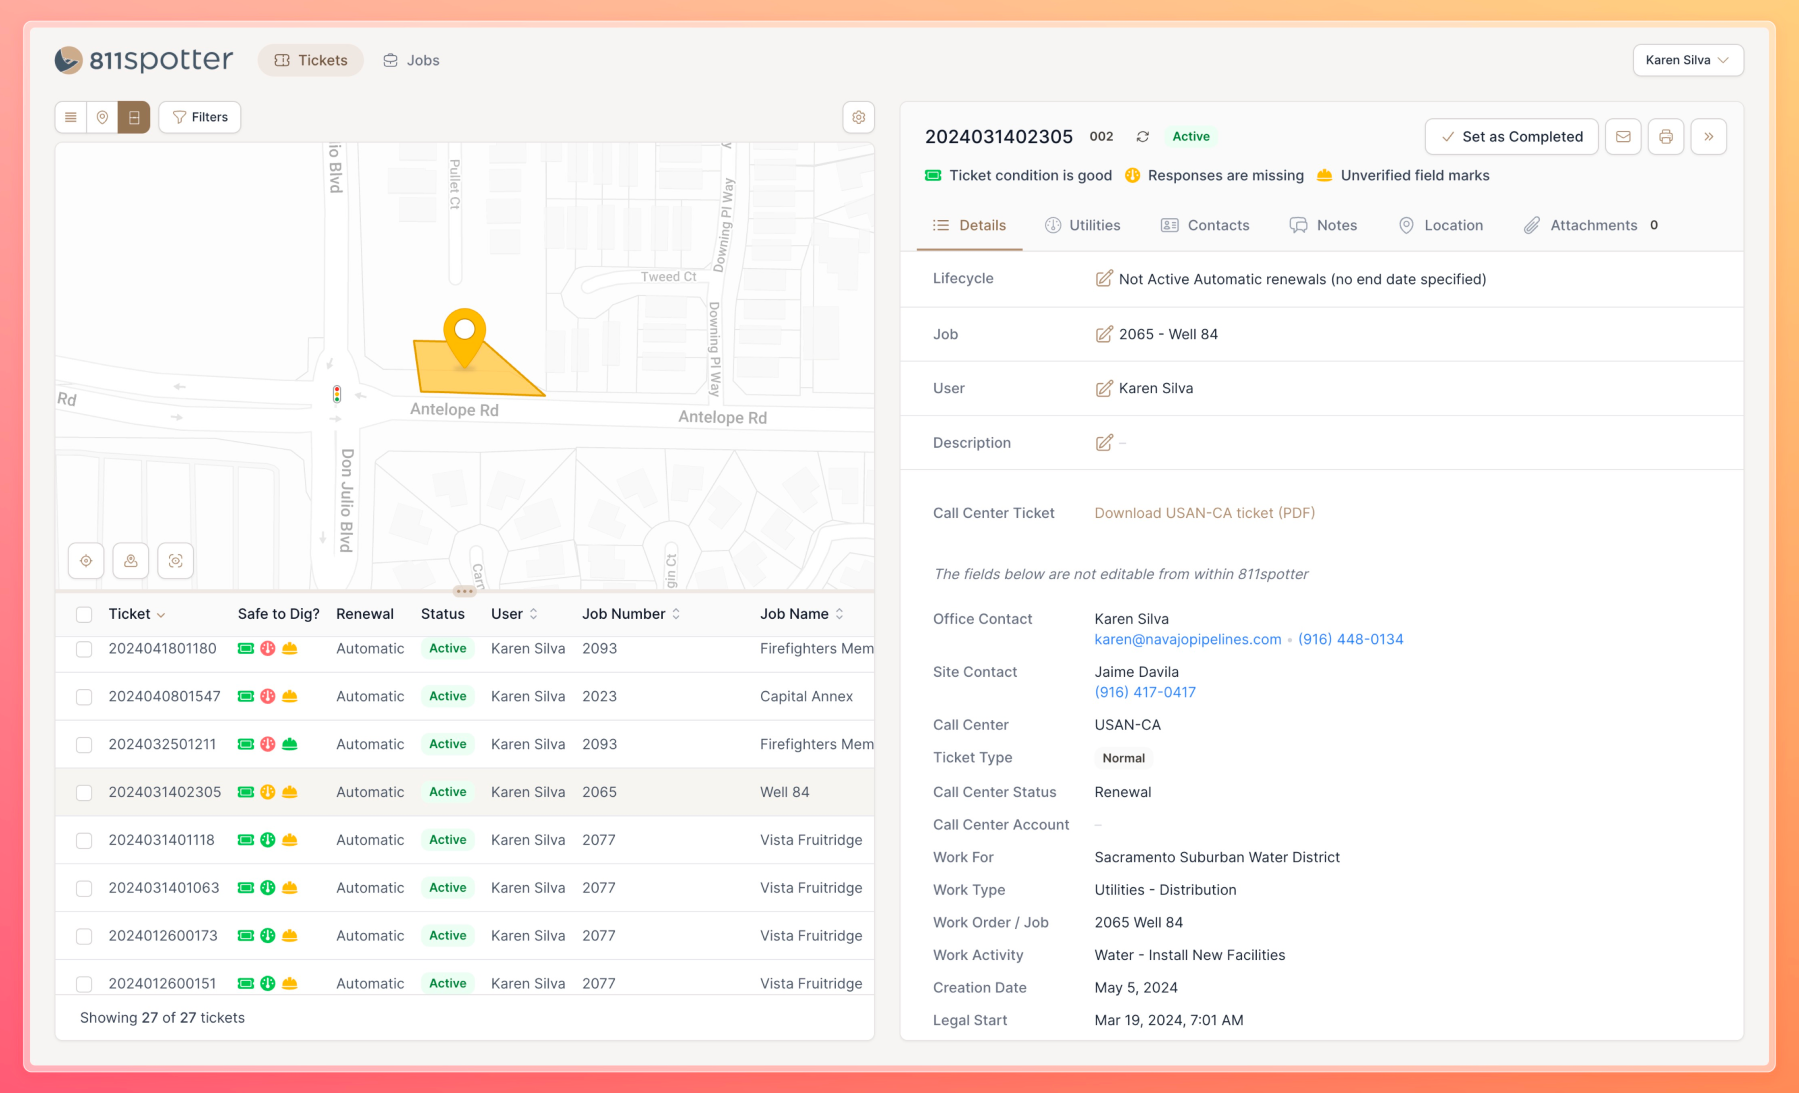 811spotter
Tickets
Jobs
Karen Silva
Filters
io Blvd
Pullet Ct
Downing Pl Way
Tweed Ct
Downing Pl Way
Rd
Antelope Rd
Antelope Rd
Don Julio Blvd
gin Ct
Ticket Safe to Dig? Renewal Status User Job Number Job Name
2024041801180 Automatic Active Karen Silva 2093 Firefighters Mem
2024040801547 Automatic Active Karen Silva 2023 Capital Annex
2024032501211 Automatic Active Karen Silva 2093 Firefighters Mem
2024031402305 Automatic Active Karen Silva 2065 Well 84
2024031401118 Automatic Active Karen Silva 2077 Vista Fruitridge
2024031401063 Automatic Active Karen Silva 2077 Vista Fruitridge
2024012600173 Automatic Active Karen Silva 2077 Vista Fruitridge
2024012600151 Automatic Active Karen Silva 2077 Vista Fruitridge
Showing 27 of 27 tickets
2024031402305 002 Active
Set as Completed
Ticket condition is good Responses are missing Unverified field marks
Details Utilities Contacts Notes Location Attachments 0
Lifecycle Not Active Automatic renewals (no end date specified)
Job 2065 - Well 84
User Karen Silva
Description –
Call Center Ticket Download USAN-CA ticket (PDF)
The fields below are not editable from within 811spotter
Office Contact Karen Silva
karen@navajopipelines.com • (916) 448-0134
Site Contact Jaime Davila
(916) 417-0417
Call Center USAN-CA
Ticket Type Normal
Call Center Status Renewal
Call Center Account –
Work For Sacramento Suburban Water District
Work Type Utilities - Distribution
Work Order / Job 2065 Well 84
Work Activity Water - Install New Facilities
Creation Date May 5, 2024
Legal Start Mar 19, 2024, 7:01 AM